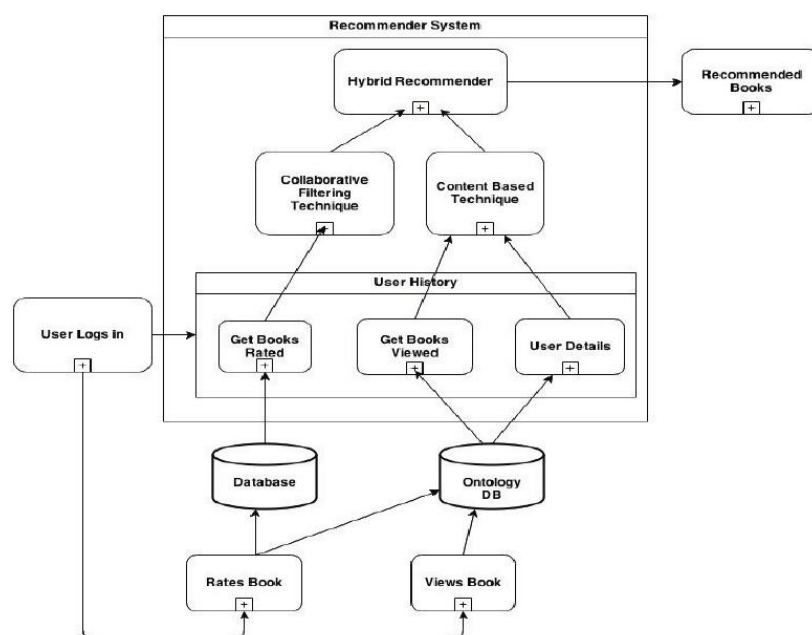 Recommender System
Hybrid Recommender
Recommended
Books
Collaborative
Filtering
Technique
Content Based
Technique
User History
User Logs in
Get Books
Rated
Get Books
Viewed
User Details
Database
Ontology
DB
Rates Book
Views Book